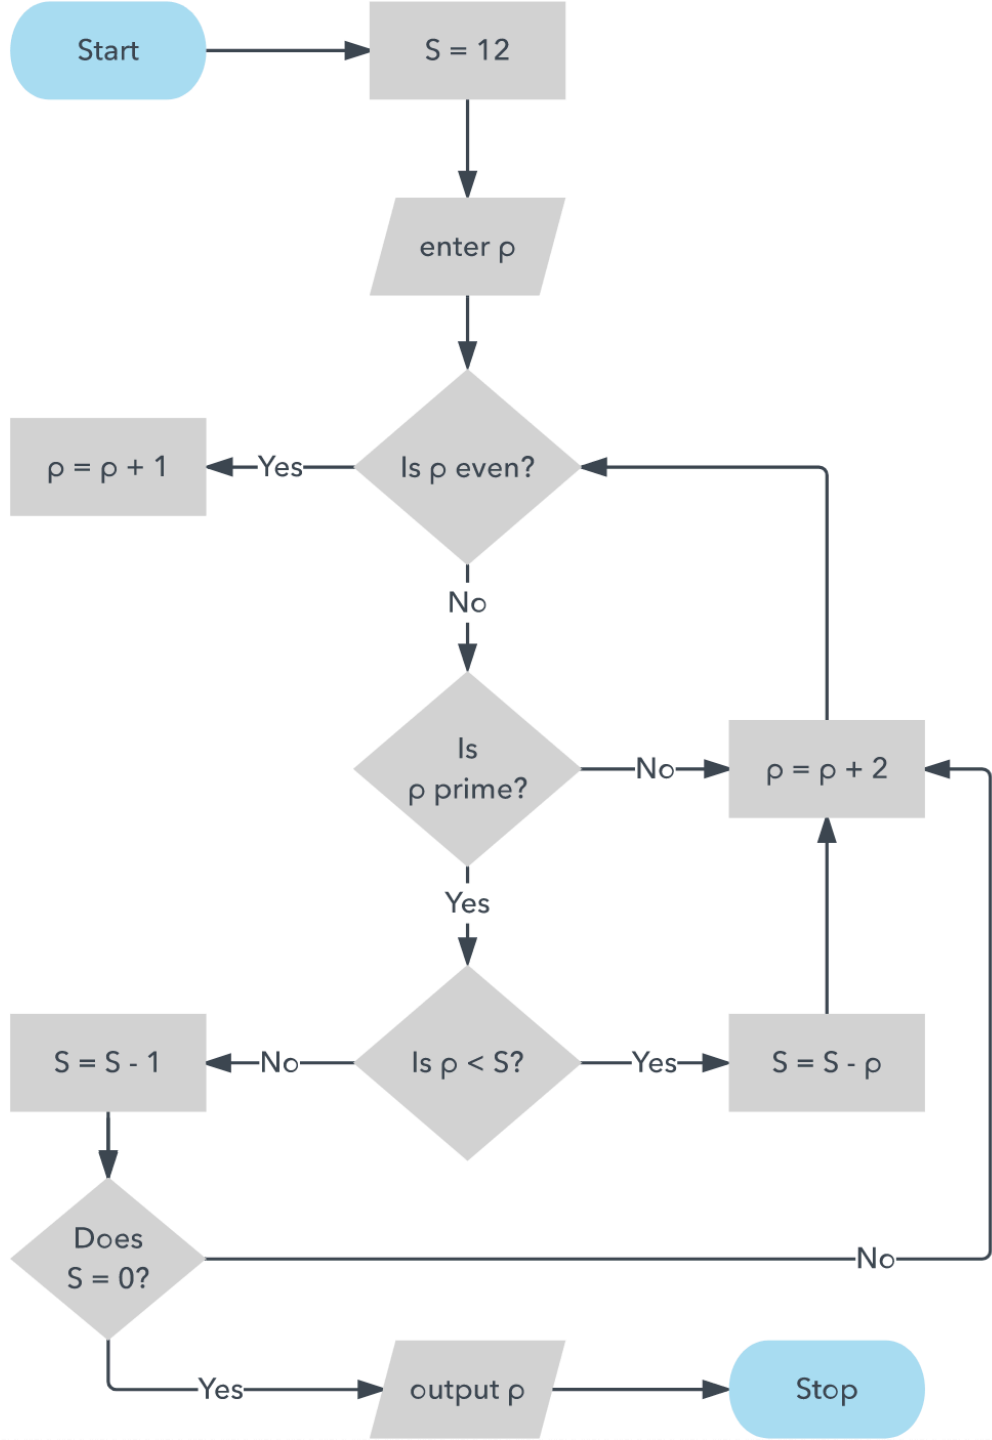 Start
S = 12
enter ρ
ρ = ρ + 1
Yes
Is ρ even?
No
Is
ρ prime?
No
ρ = ρ + 2
Yes
S = S - 1
No
Is ρ < S?
Yes
S = S - ρ
Does
S = 0?
No
Yes
output ρ
Stop